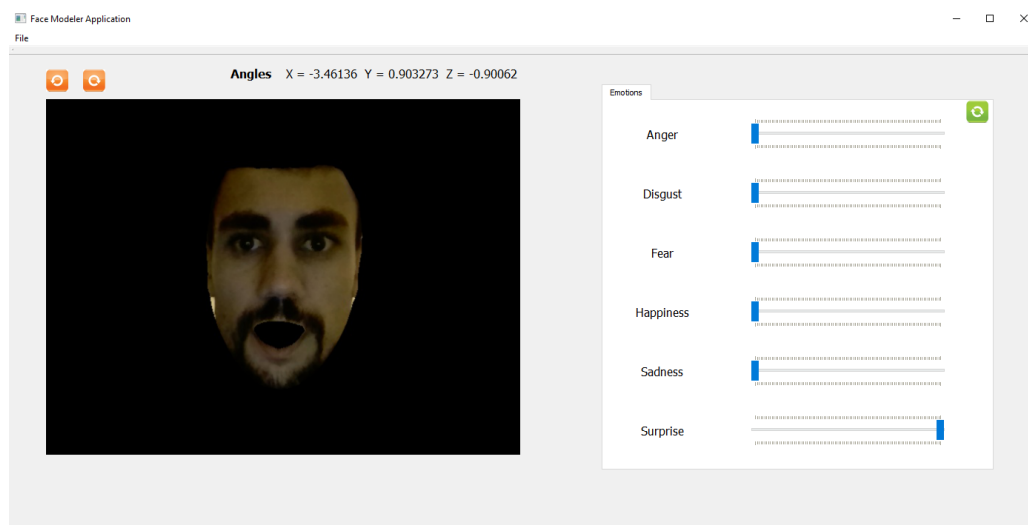 Face Modeler Application
File
Angles X = -3.46136 Y = 0.903273 Z = -0.90062
Emotions
Anger
Disgust
Fear
Happiness
Sadness
Surprise